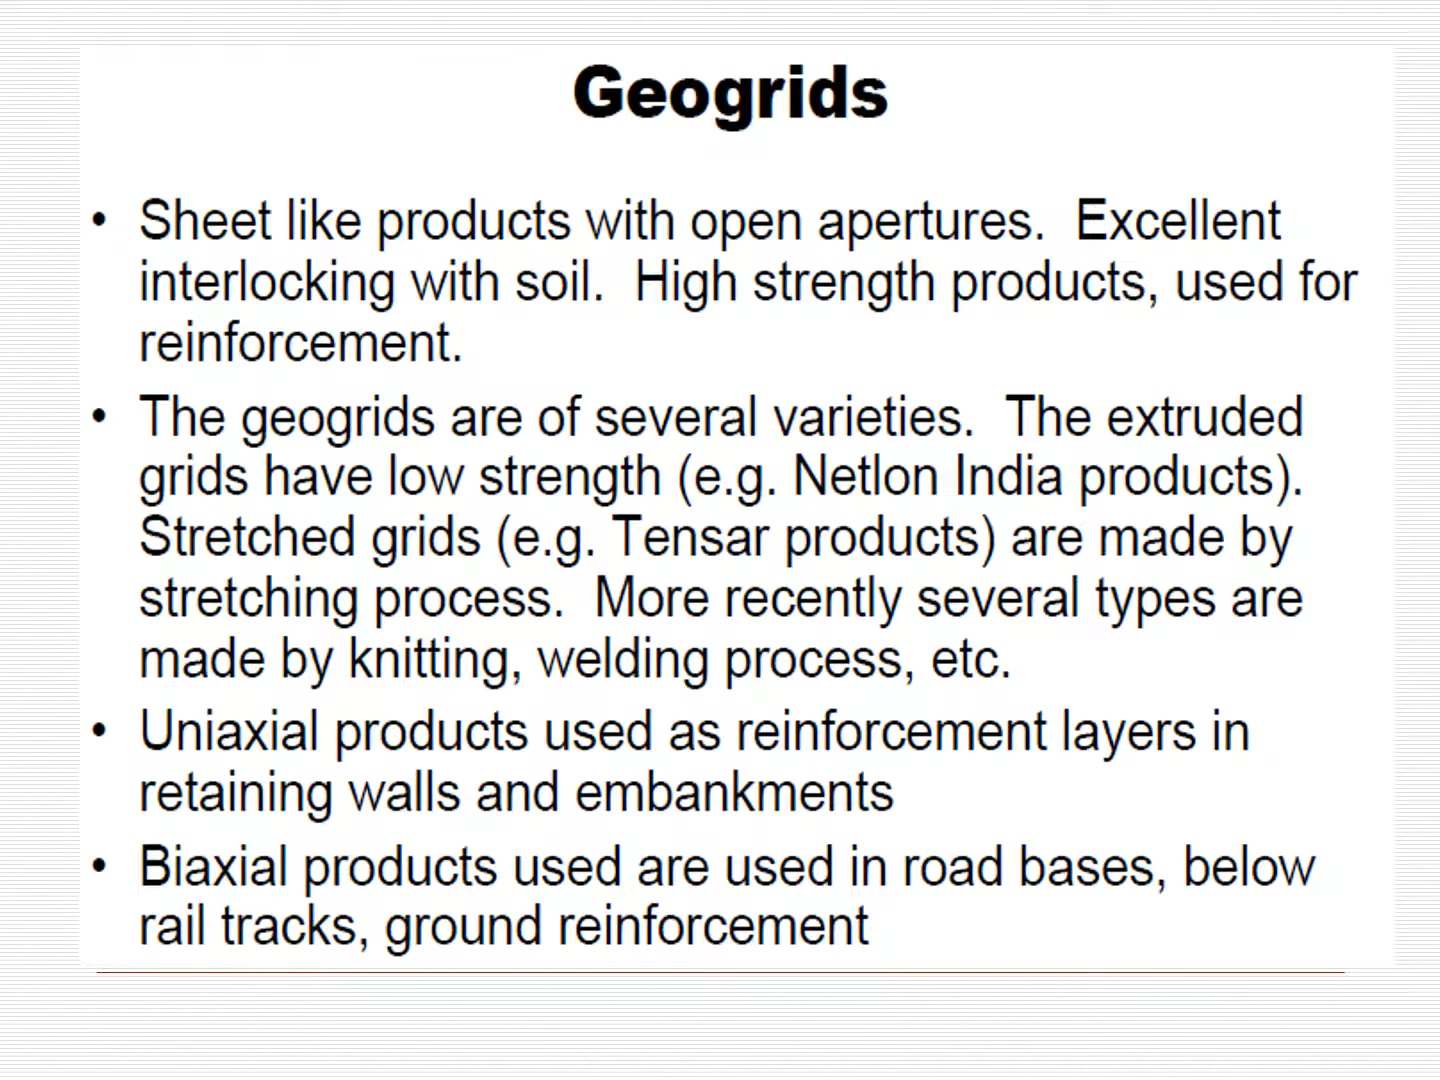 Geogrids
• Sheet like products with open apertures.  Excellent
interlocking with soil.  High strength products, used for
reinforcement.
• The geogrids are of several varieties.  The extruded
grids have low strength (e.g. Netlon India products).
Stretched grids (e.g. Tensar products) are made by
stretching process.  More recently several types are
made by knitting, welding process, etc.
• Uniaxial products used as reinforcement layers in
retaining walls and embankments
• Biaxial products used are used in road bases, below
rail tracks, ground reinforcement